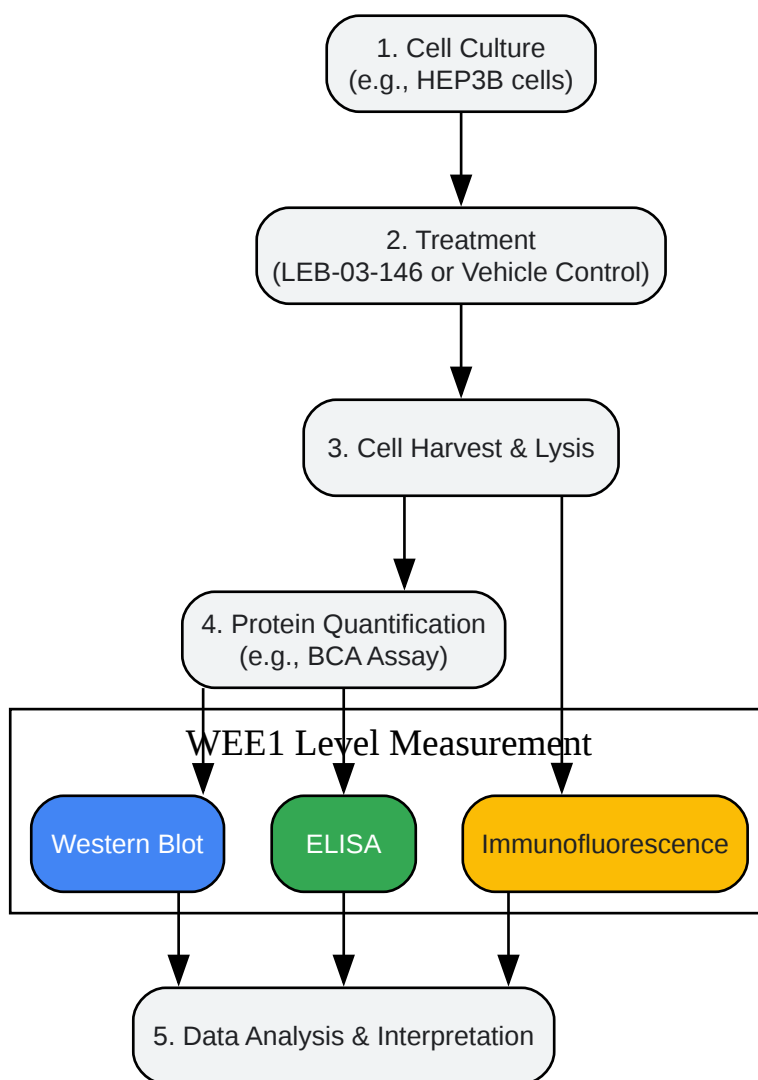 1. Cell Culture
(e.g., HEP3B cells)
2. Treatment
(LEB-03-146 or Vehicle Control)
3. Cell Harvest & Lysis
4. Protein Quantification
(e.g., BCA Assay)
WEE1 Level Measurement
Western Blot
ELISA
Immunofluorescence
5. Data Analysis & Interpretation